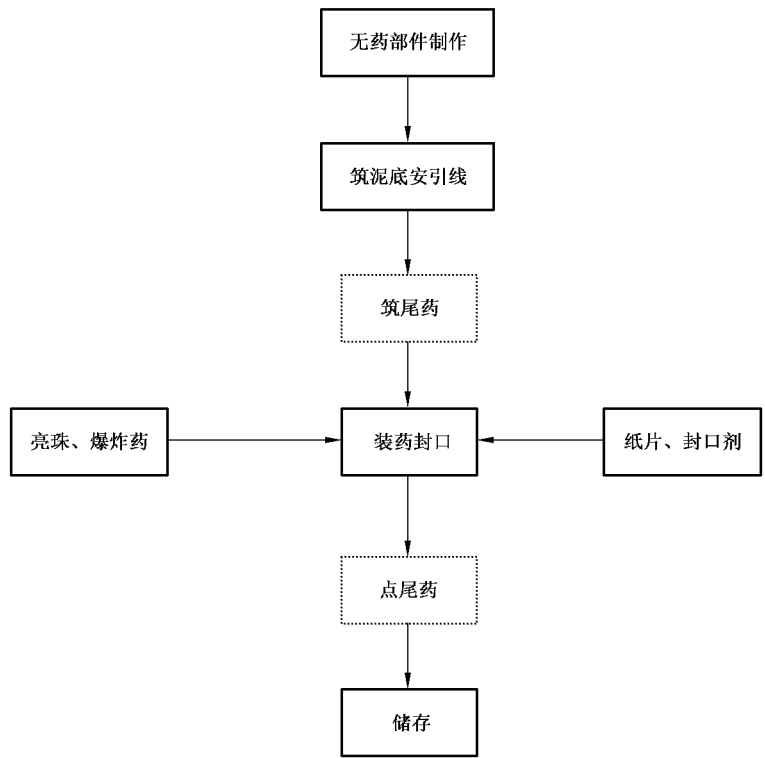 无药部件制作
筑泥底安引线
筑尾药
亮珠、爆炸药
装药封口
纸片、封口剂
点尾药
储存